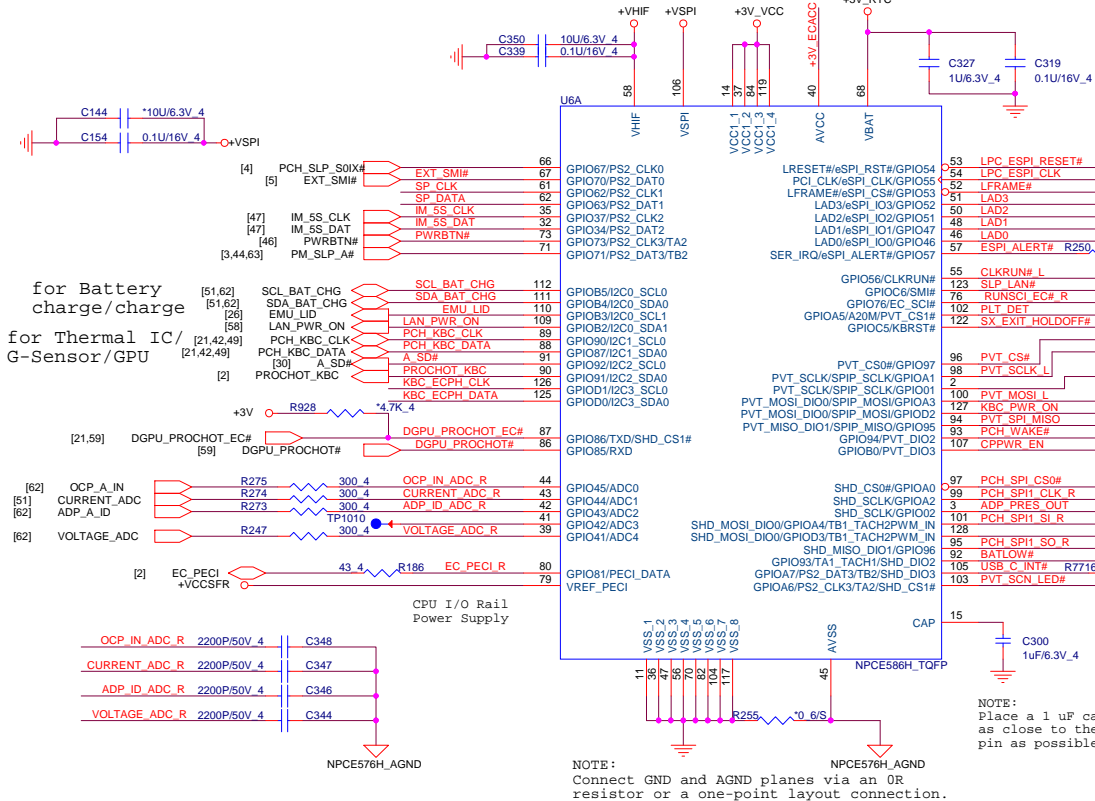 +VHIF
+VSPI
+3V_VCC
+3V_ECACC
C350 10U/6.3V_4
C339 0.1U/16V_4
C327
1U/6.3V_4
C319
0.1U/16V_4
C144 *10U/6.3V_4
C154 0.1U/16V_4
+VSPI
58
106
14
37
84
119
40
68
U6A
VHIF
VSPI
VCC1_1
VCC1_2
VCC1_3
VCC1_4
AVCC
VBAT
[4] PCH_SLP_S0IX# 66 GPIO67/PS2_CLK0
[5] EXT_SMI# EXT_SMI# 67 GPIO70/PS2_DAT0
SP_CLK 61 GPIO62/PS2_CLK1
SP_DATA 62 GPIO63/PS2_DAT1
[47] IM_5S_CLK IM_5S_CLK 35 GPIO37/PS2_CLK2
[47] IM_5S_DAT IM_5S_DAT 32 GPIO34/PS2_DAT2
[46] PWRBTN# PWRBTN# 73 GPIO73/PS2_CLK3/TA2
[3,44,63] PM_SLP_A# 71 GPIO71/PS2_DAT3/TB2
LRESET#/eSPI_RST#/GPIO54 53 LPC_ESPI_RESET#
PCI_CLK/eSPI_CLK/GPIO55 54 LPC_ESPI_CLK
LFRAME#/eSPI_CS#/GPIO53 52 LFRAME#
LAD3/eSPI_IO3/GPIO52 51 LAD3
LAD2/eSPI_IO2/GPIO51 50 LAD2
LAD1/eSPI_IO1/GPIO47 48 LAD1
LAD0/eSPI_IO0/GPIO46 46 LAD0
SER_IRQ/eSPI_ALERT#/GPIO57 57 ESPI_ALERT# R250
GPIO56/CLKRUN# 55 CLKRUN#_L
GPIOC6/SMI# 123 SLP_LAN#
GPIO76/EC_SCI# 76 RUNSCI_EC#_R
GPIOA5/A20M/PVT_CS1# 102 PLT_DET
GPIOC5/KBRST# 122 SX_EXIT_HOLDOFF#
for Battery
charge/charge
for Thermal IC/
G-Sensor/GPU
[51,62] SCL_BAT_CHG SCL_BAT_CHG 112 GPIOB5/I2C0_SCL0
[51,62] SDA_BAT_CHG SDA_BAT_CHG 111 GPIOB4/I2C0_SDA0
[26] EMU_LID EMU_LID 110 GPIOB3/I2C0_SCL1
[58] LAN_PWR_ON LAN_PWR_ON 109 GPIOB2/I2C0_SDA1
[21,42,49] PCH_KBC_CLK PCH_KBC_CLK 89 GPIO90/I2C1_SCL0
[21,42,49] PCH_KBC_DATA PCH_KBC_DATA 88 GPIO87/I2C1_SDA0
[30] A_SD# A_SD# 91 GPIO92/I2C2_SCL0
[2] PROCHOT_KBC PROCHOT_KBC 90 GPIO91/I2C2_SDA0
KBC_ECPH_CLK 126 GPIOD1/I2C3_SCL0
KBC_ECPH_DATA 125 GPIOD0/I2C3_SDA0
+3V R928 *4.7K_4
[21,59] DGPU_PROCHOT_EC# DGPU_PROCHOT_EC# 87 GPIO86/TXD/SHD_CS1#
[59] DGPU_PROCHOT# DGPU_PROCHOT# 86 GPIO85/RXD
PVT_CS0#/GPIO97 96 PVT_CS#
PVT_SCLK/SPIP_SCLK/GPIOA1 98 PVT_SCLK_L
PVT_SCLK/SPIP_SCLK/GPIO01 2
PVT_MOSI_DIO0/SPIP_MOSI/GPIOA3 100 PVT_MOSI_L
PVT_MOSI_DIO0/SPIP_MOSI/GPIOD2 127 KBC_PWR_ON
PVT_MISO_DIO1/SPIP_MISO/GPIO95 94 PVT_SPI_MISO
GPIO94/PVT_DIO2 93 PCH_WAKE#
GPIOB0/PVT_DIO3 107 CPPWR_EN
[62] OCP_A_IN R275 300_4 OCP_IN_ADC_R 44 GPIO45/ADC0
[51] CURRENT_ADC R274 300_4 CURRENT_ADC_R 43 GPIO44/ADC1
[62] ADP_A_ID R273 300_4 ADP_ID_ADC_R 42 GPIO43/ADC2
TP1010 41 GPIO42/ADC3
[62] VOLTAGE_ADC R247 300_4 VOLTAGE_ADC_R 39 GPIO41/ADC4
SHD_CS0#/GPIOA0 97 PCH_SPI_CS0#
SHD_SCLK/GPIOA2 99 PCH_SPI1_CLK_R
SHD_SCLK/GPIO02 3 ADP_PRES_OUT
SHD_MOSI_DIO0/GPIOA4/TB1_TACH2PWM_IN 101 PCH_SPI1_SI_R
SHD_MOSI_DIO0/GPIOD3/TB1_TACH2PWM_IN 128
SHD_MISO_DIO1/GPIO96 95 PCH_SPI1_SO_R
GPIO93/TA1_TACH1/SHD_DIO2 92 BATLOW#
GPIOA7/PS2_DAT3/TB2/SHD_DIO3 105 USB_C_INT# R7716
GPIOA6/PS2_CLK3/TA2/SHD_CS1# 103 PVT_SCN_LED#
[2] EC_PECI 43_4 R186 EC_PECI_R 80 GPIO81/PECI_DATA
+VCCSFR 79 VREF_PECI
CPU I/O Rail
Power Supply
CAP 15
C300
1uF/6.3V_4
VSS_1
VSS_2
VSS_3
VSS_4
VSS_5
VSS_6
VSS_7
VSS_8
AVSS
NPCE586H_TQFP
11
36
47
56
70
82
104
117
45
OCP_IN_ADC_R 2200P/50V_4 C348
CURRENT_ADC_R 2200P/50V_4 C347
ADP_ID_ADC_R 2200P/50V_4 C346
VOLTAGE_ADC_R 2200P/50V_4 C344
NPCE576H_AGND
R255 *0_6/S
NPCE576H_AGND
NOTE:
Connect GND and AGND planes via an 0R
resistor or a one-point layout connection.
NOTE:
Place a 1 uF ca
as close to the
pin as possible